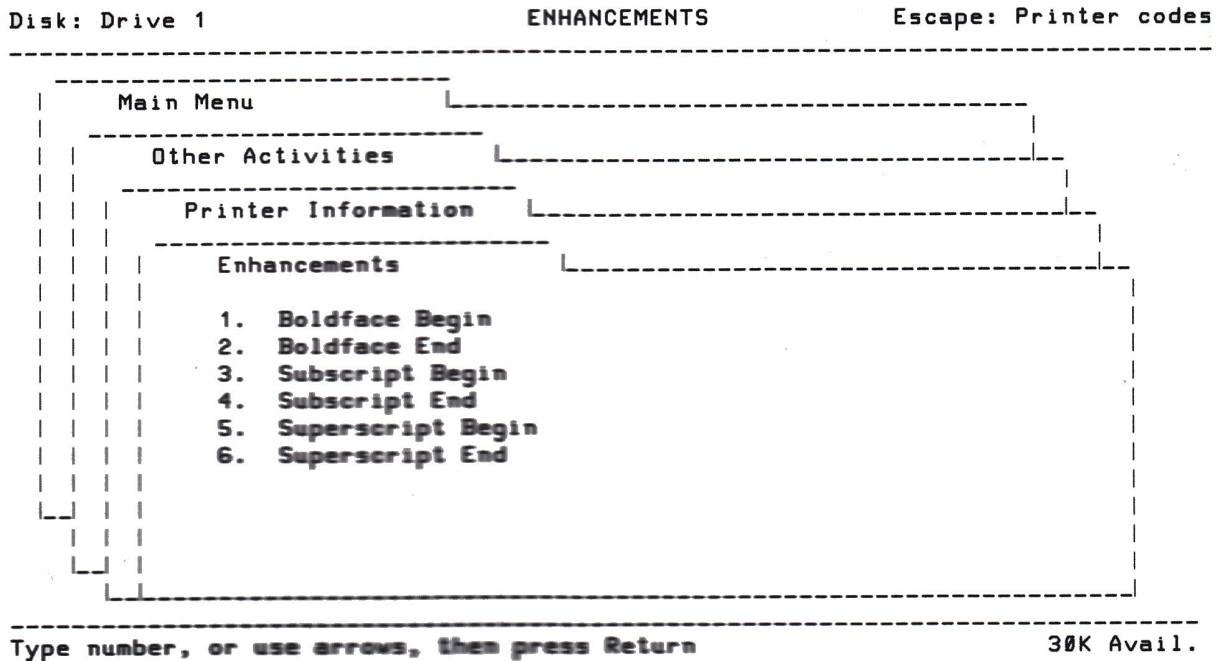 Disk: Drive 1 ENHANCEMENTS Escape: Printer codes
Main Menu
Other Activities
Printer Information
Enhancements
1. Boldface Begin
2. Boldface End
3. Subscript Begin
4. Subscript End
5. Superscript Begin
6. Superscript End
Type number, or use arrows, then press Return 30K Avail.